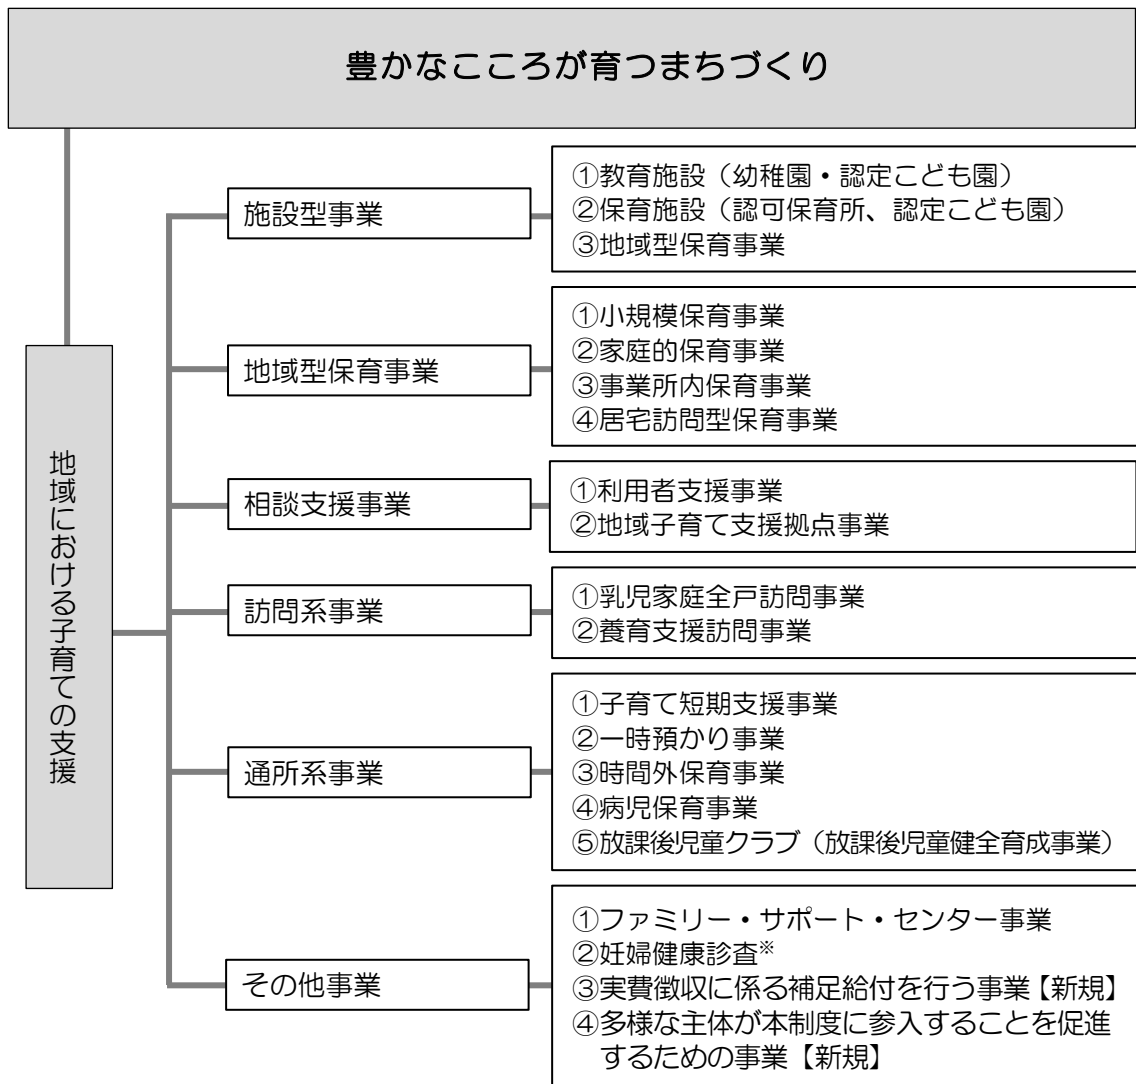 豊かなこころが育つまちづくり
地域における子育ての支援
施設型事業
①教育施設（幼稚園・認定こども園）
②保育施設（認可保育所、認定こども園）
③地域型保育事業
地域型保育事業
①小規模保育事業
②家庭的保育事業
③事業所内保育事業
④居宅訪問型保育事業
相談支援事業
①利用者支援事業
②地域子育て支援拠点事業
訪問系事業
①乳児家庭全戸訪問事業
②養育支援訪問事業
通所系事業
①子育て短期支援事業
②一時預かり事業
③時間外保育事業
④病児保育事業
⑤放課後児童クラブ（放課後児童健全育成事業）
その他事業
①ファミリー・サポート・センター事業
②妊婦健康診査※
③実費徴収に係る補足給付を行う事業【新規】
④多様な主体が本制度に参入することを促進
するための事業【新規】